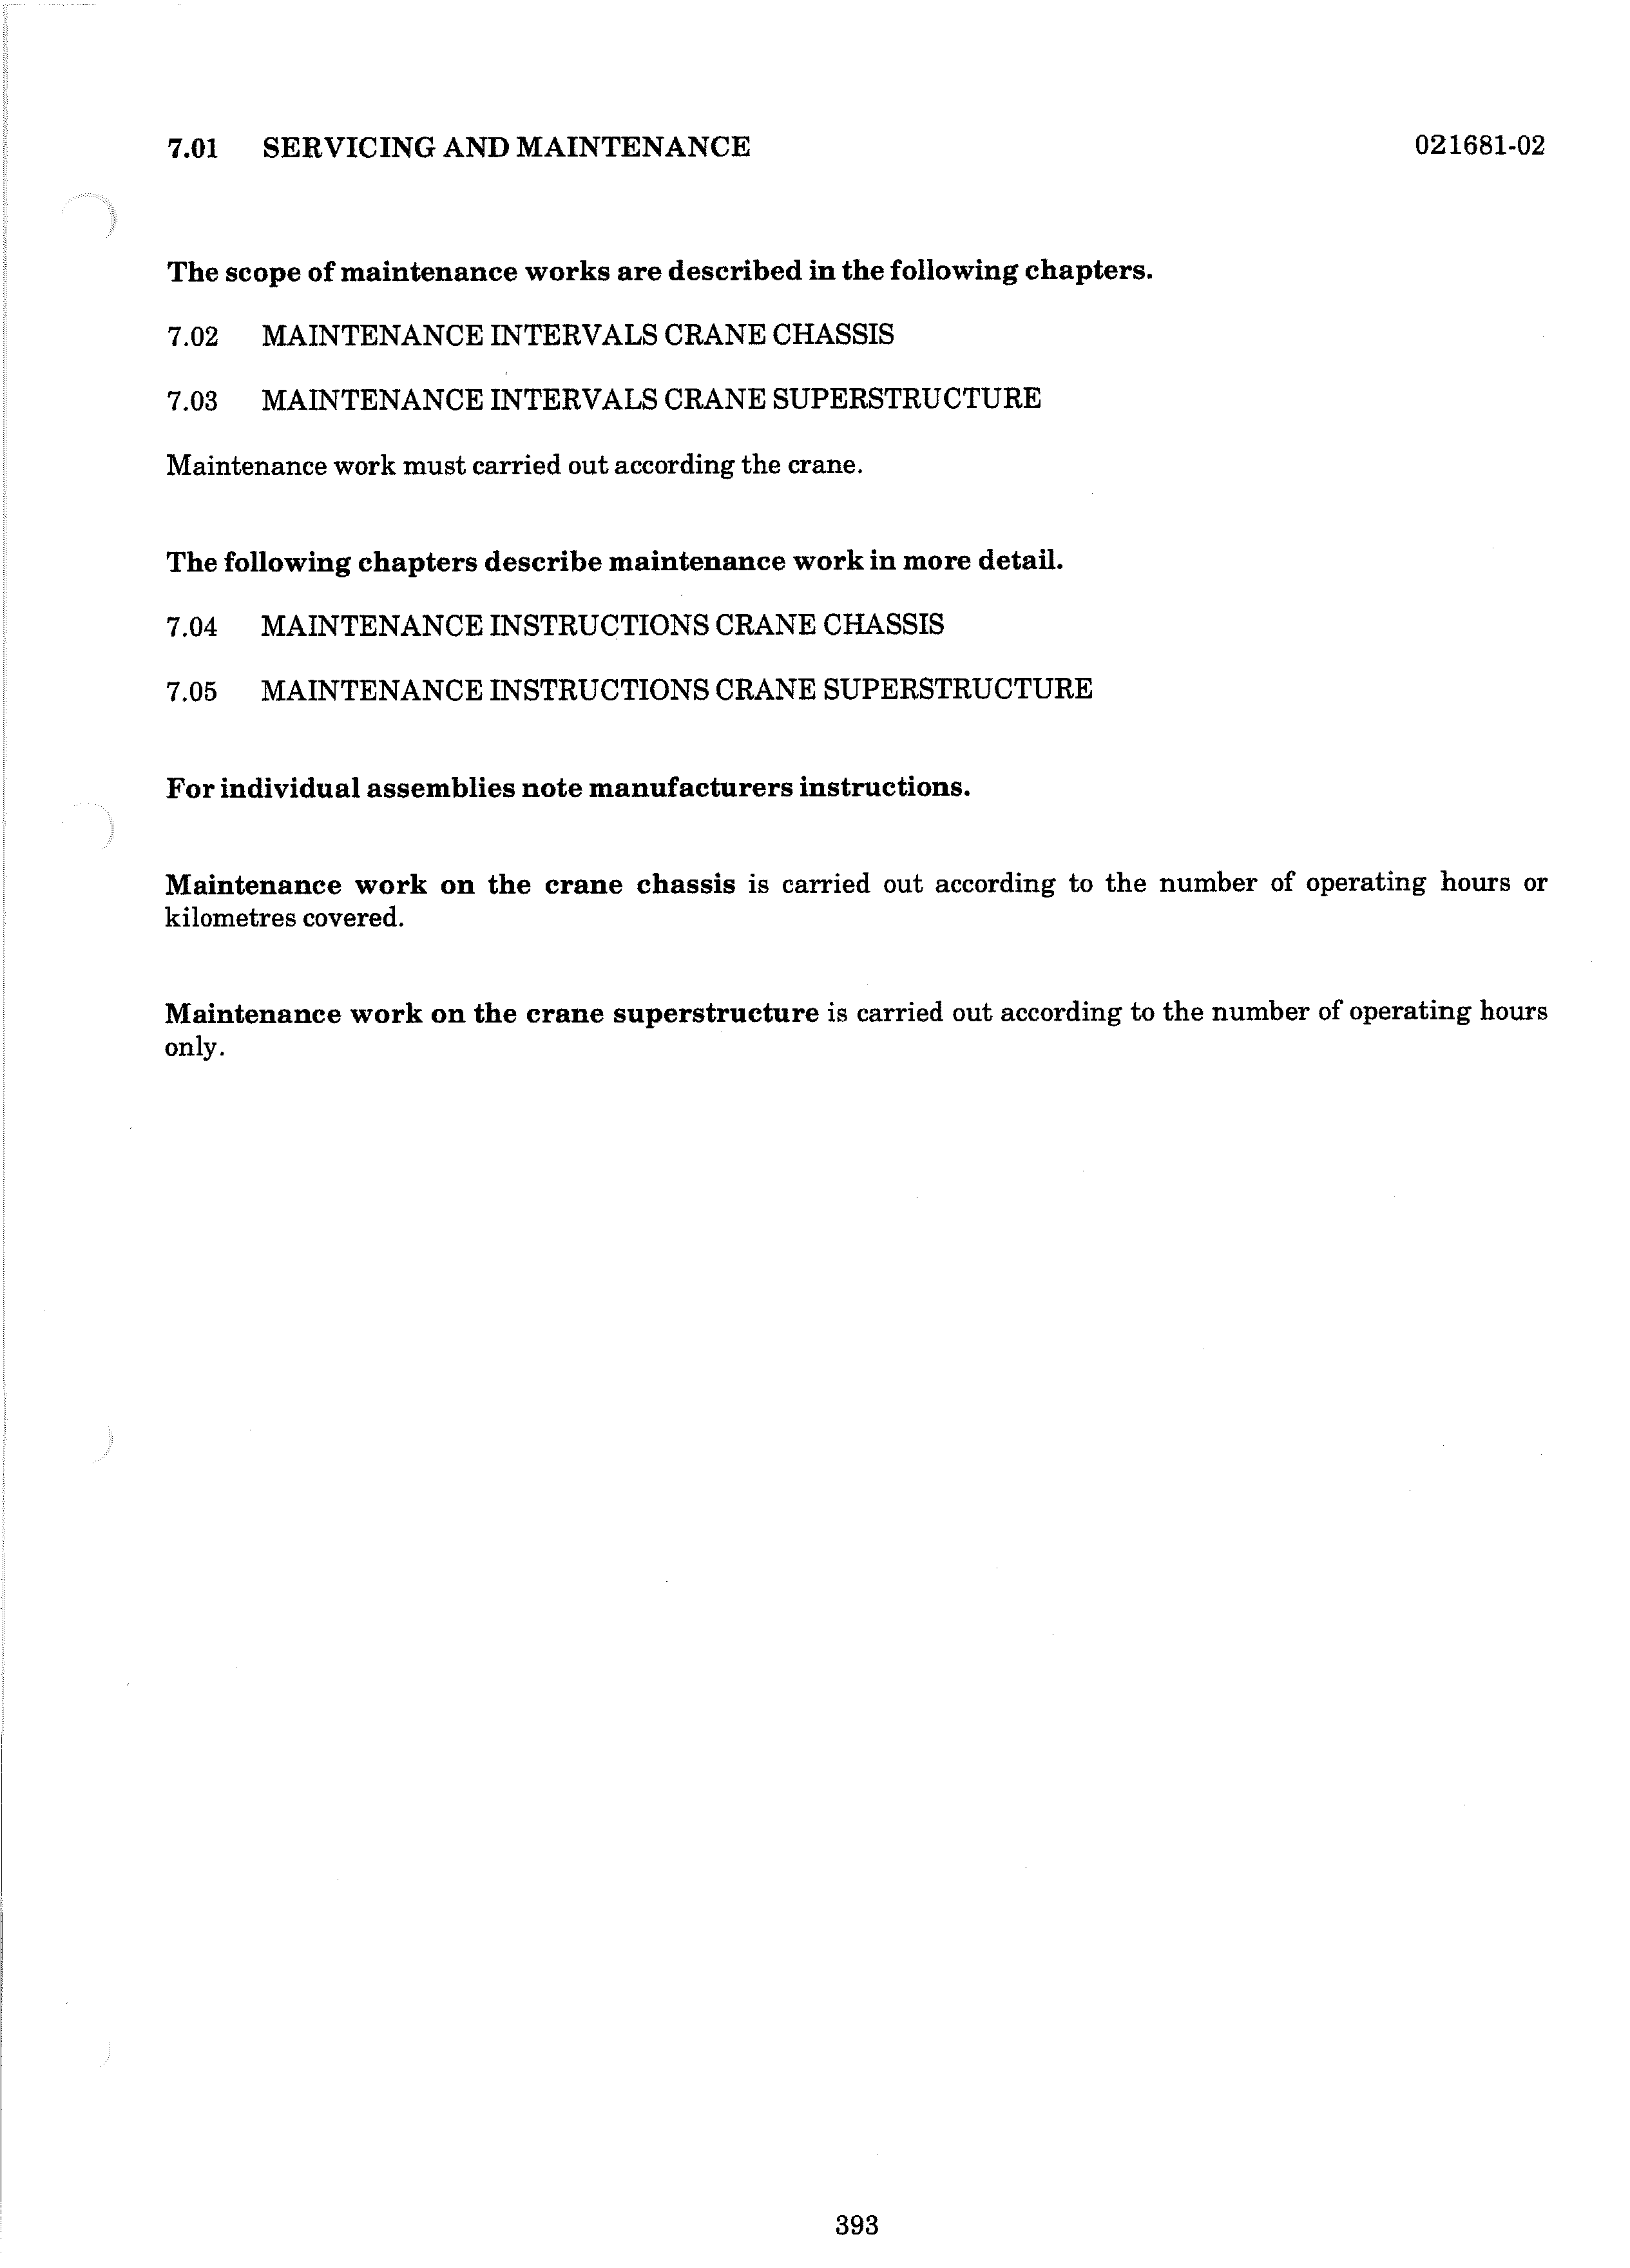 7.01 SERVICING AND MAINTENANCE 021681-02
The scope of maintenance works are described in the following chapters.
7.02 MAINTENANCE INTERVALS CRANE CHASSIS
7.03 MAINTENANCE INTERVALS CRANE SUPERSTRUCTURE
Maintenance work must carried out according the crane.
The following chapters describe maintenance work in more detail.
7.04 MAINTENANCE INSTRUCTIONS CRANE CHASSIS
7.05 MAINTENANCE INSTRUCTIONS CRANE SUPERSTRUCTURE
For individual assemblies note manufacturers instructions.
Maintenance work on the crane chassis is carried out according to the number of operating hours or
kilometres covered.
Maintenance work on the crane superstructure is carried out according to the number of operating hours
only.
393